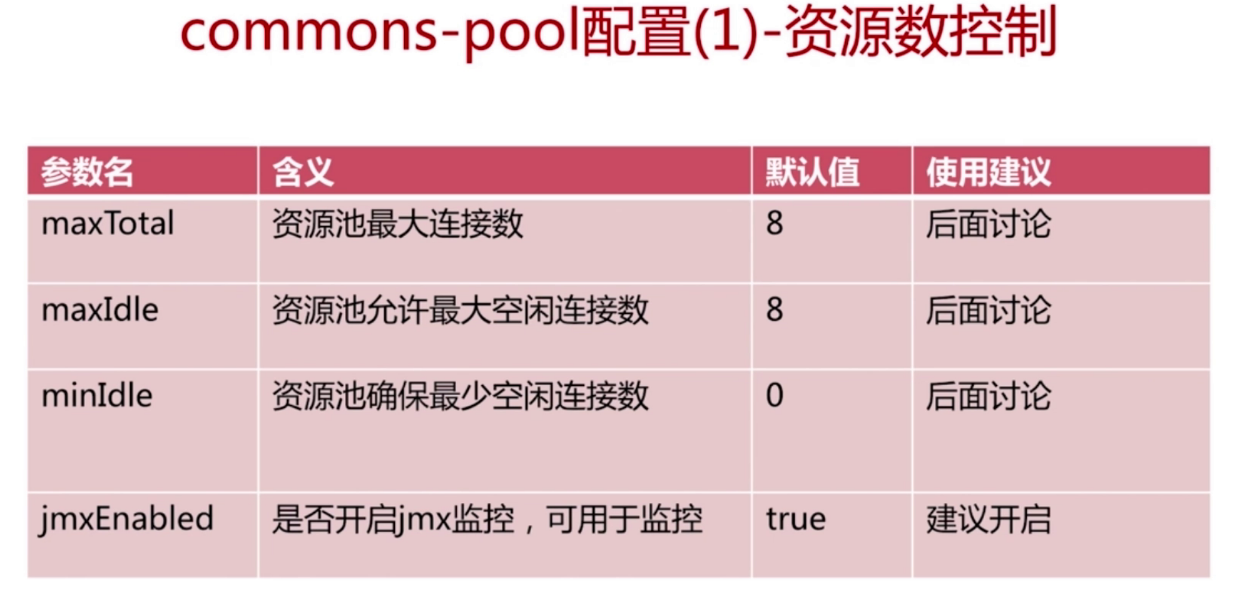 commons-pool配置(1)-资源数控制
参数名 含义 默认值 使用建议
maxTotal 资源池最大连接数 8 后面讨论
maxIdle 资源池允许最大空闲连接数 8 后面讨论
minIdle 资源池确保最少空闲连接数 0 后面讨论
jmxEnabled 是否开启jmx监控，可用于监控 true 建议开启